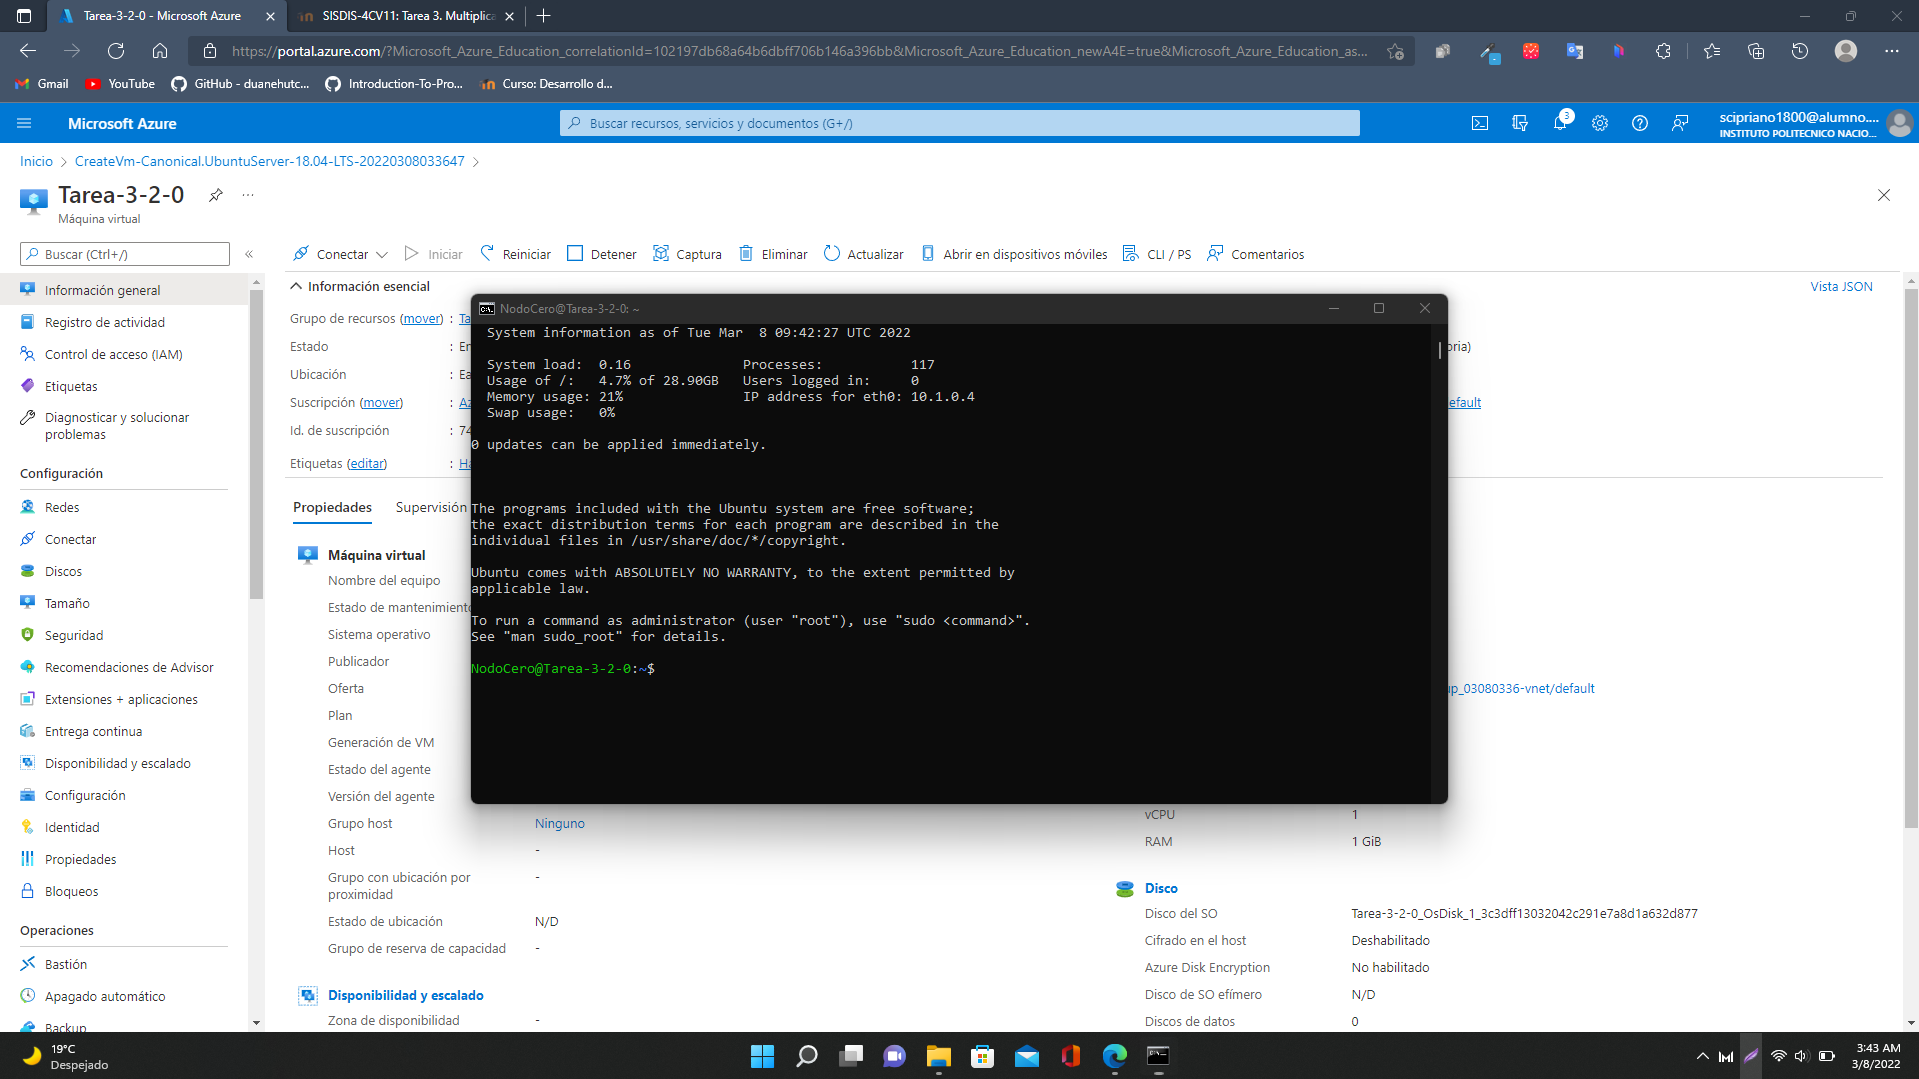 Tarea-3-2-0 - Microsoft Azure
SISDIS-4CV11: Tarea 3. Multiplica
https://portal.azure.com/?Microsoft_Azure_Education_correlationId=102197db68a64b6dbff706b146a396bb&Microsoft_Azure_Education_newA4E=true&Microsoft_Azure_Education_as...
Gmail
YouTube
GitHub - duanehutc...
Introduction-To-Pro...
Curso: Desarrollo d...
Microsoft Azure
Buscar recursos, servicios y documentos (G+/)
3
scipriano1800@alumno....
INSTITUTO POLITECNICO NACIO...
Inicio > CreateVm-Canonical.UbuntuServer-18.04-LTS-20220308033647 >
Tarea-3-2-0
Máquina virtual
Buscar (Ctrl+/)
Conectar
Iniciar
Reiniciar
Detener
Captura
Eliminar
Actualizar
Abrir en dispositivos móviles
CLI / PS
Comentarios
Información general
Registro de actividad
Control de acceso (IAM)
Etiquetas
Diagnosticar y solucionar
problemas
Configuración
Redes
Conectar
Discos
Tamaño
Seguridad
Recomendaciones de Advisor
Extensiones + aplicaciones
Entrega continua
Disponibilidad y escalado
Configuración
Identidad
Propiedades
Bloqueos
Operaciones
Bastión
Apagado automático
Backup
Información esencial
Vista JSON
Grupo de recursos (mover) : Ta
Estado : En
oria)
Ubicación : Ea
Suscripción (mover) : Az
efault
Id. de suscripción : 74
Etiquetas (editar) : Ha
Propiedades
Supervisión
Máquina virtual
Nombre del equipo
Estado de mantenimiento
Sistema operativo
Publicador
Oferta
Plan
Generación de VM
Estado del agente
Versión del agente
Grupo host Ninguno
Host -
Grupo con ubicación por
proximidad -
Estado de ubicación N/D
Grupo de reserva de capacidad -
Disponibilidad y escalado
Zona de disponibilidad -
up_03080336-vnet/default
vCPU 1
RAM 1 GiB
Disco
Disco del SO Tarea-3-2-0_OsDisk_1_3c3dff13032042c291e7a8d1a632d877
Cifrado en el host Deshabilitado
Azure Disk Encryption No habilitado
Disco de SO efímero N/D
Discos de datos 0
NodoCero@Tarea-3-2-0: ~
System information as of Tue Mar  8 09:42:27 UTC 2022
System load:  0.16 Processes: 117
Usage of /:   4.7% of 28.90GB Users logged in: 0
Memory usage: 21% IP address for eth0: 10.1.0.4
Swap usage:   0%
0 updates can be applied immediately.
The programs included with the Ubuntu system are free software;
the exact distribution terms for each program are described in the
individual files in /usr/share/doc/*/copyright.
Ubuntu comes with ABSOLUTELY NO WARRANTY, to the extent permitted by
applicable law.
To run a command as administrator (user "root"), use "sudo <command>".
See "man sudo_root" for details.
NodoCero@Tarea-3-2-0:~$
19°C
Despejado
3:43 AM
3/8/2022